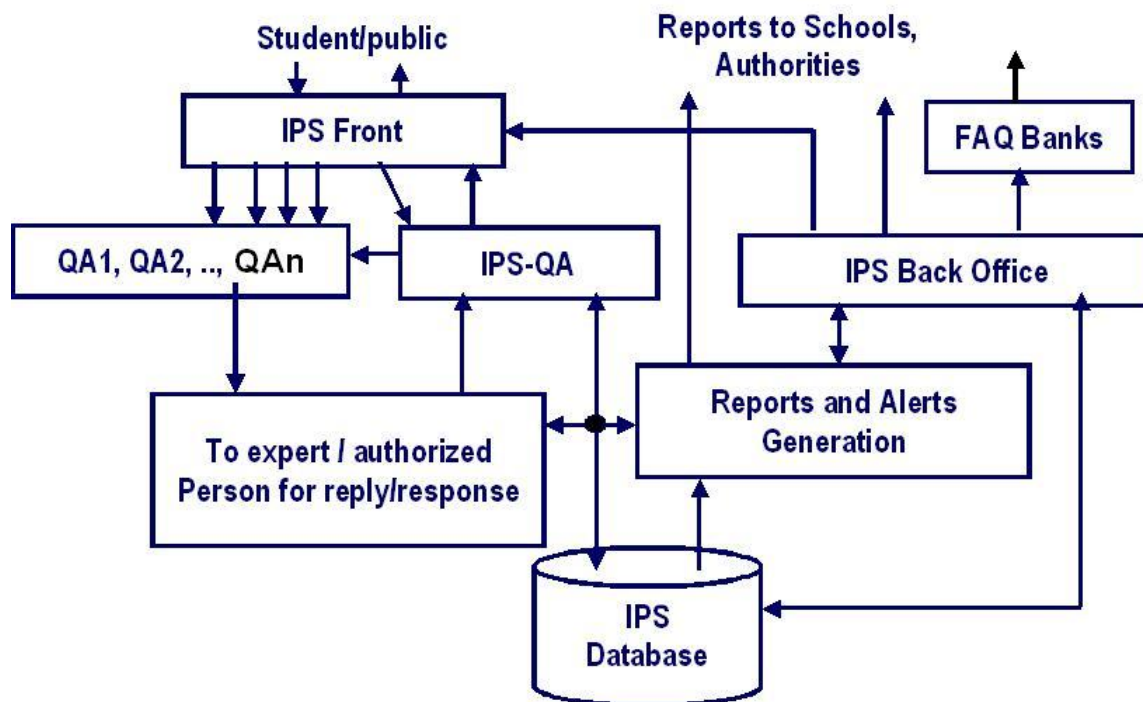 Student/public
Reports to Schools,
Authorities
IPS Front
FAQ Banks
QA1, QA2, .., QAn
IPS-QA
IPS Back Office
To expert / authorized
Person for reply/response
Reports and Alerts
Generation
IPS
Database